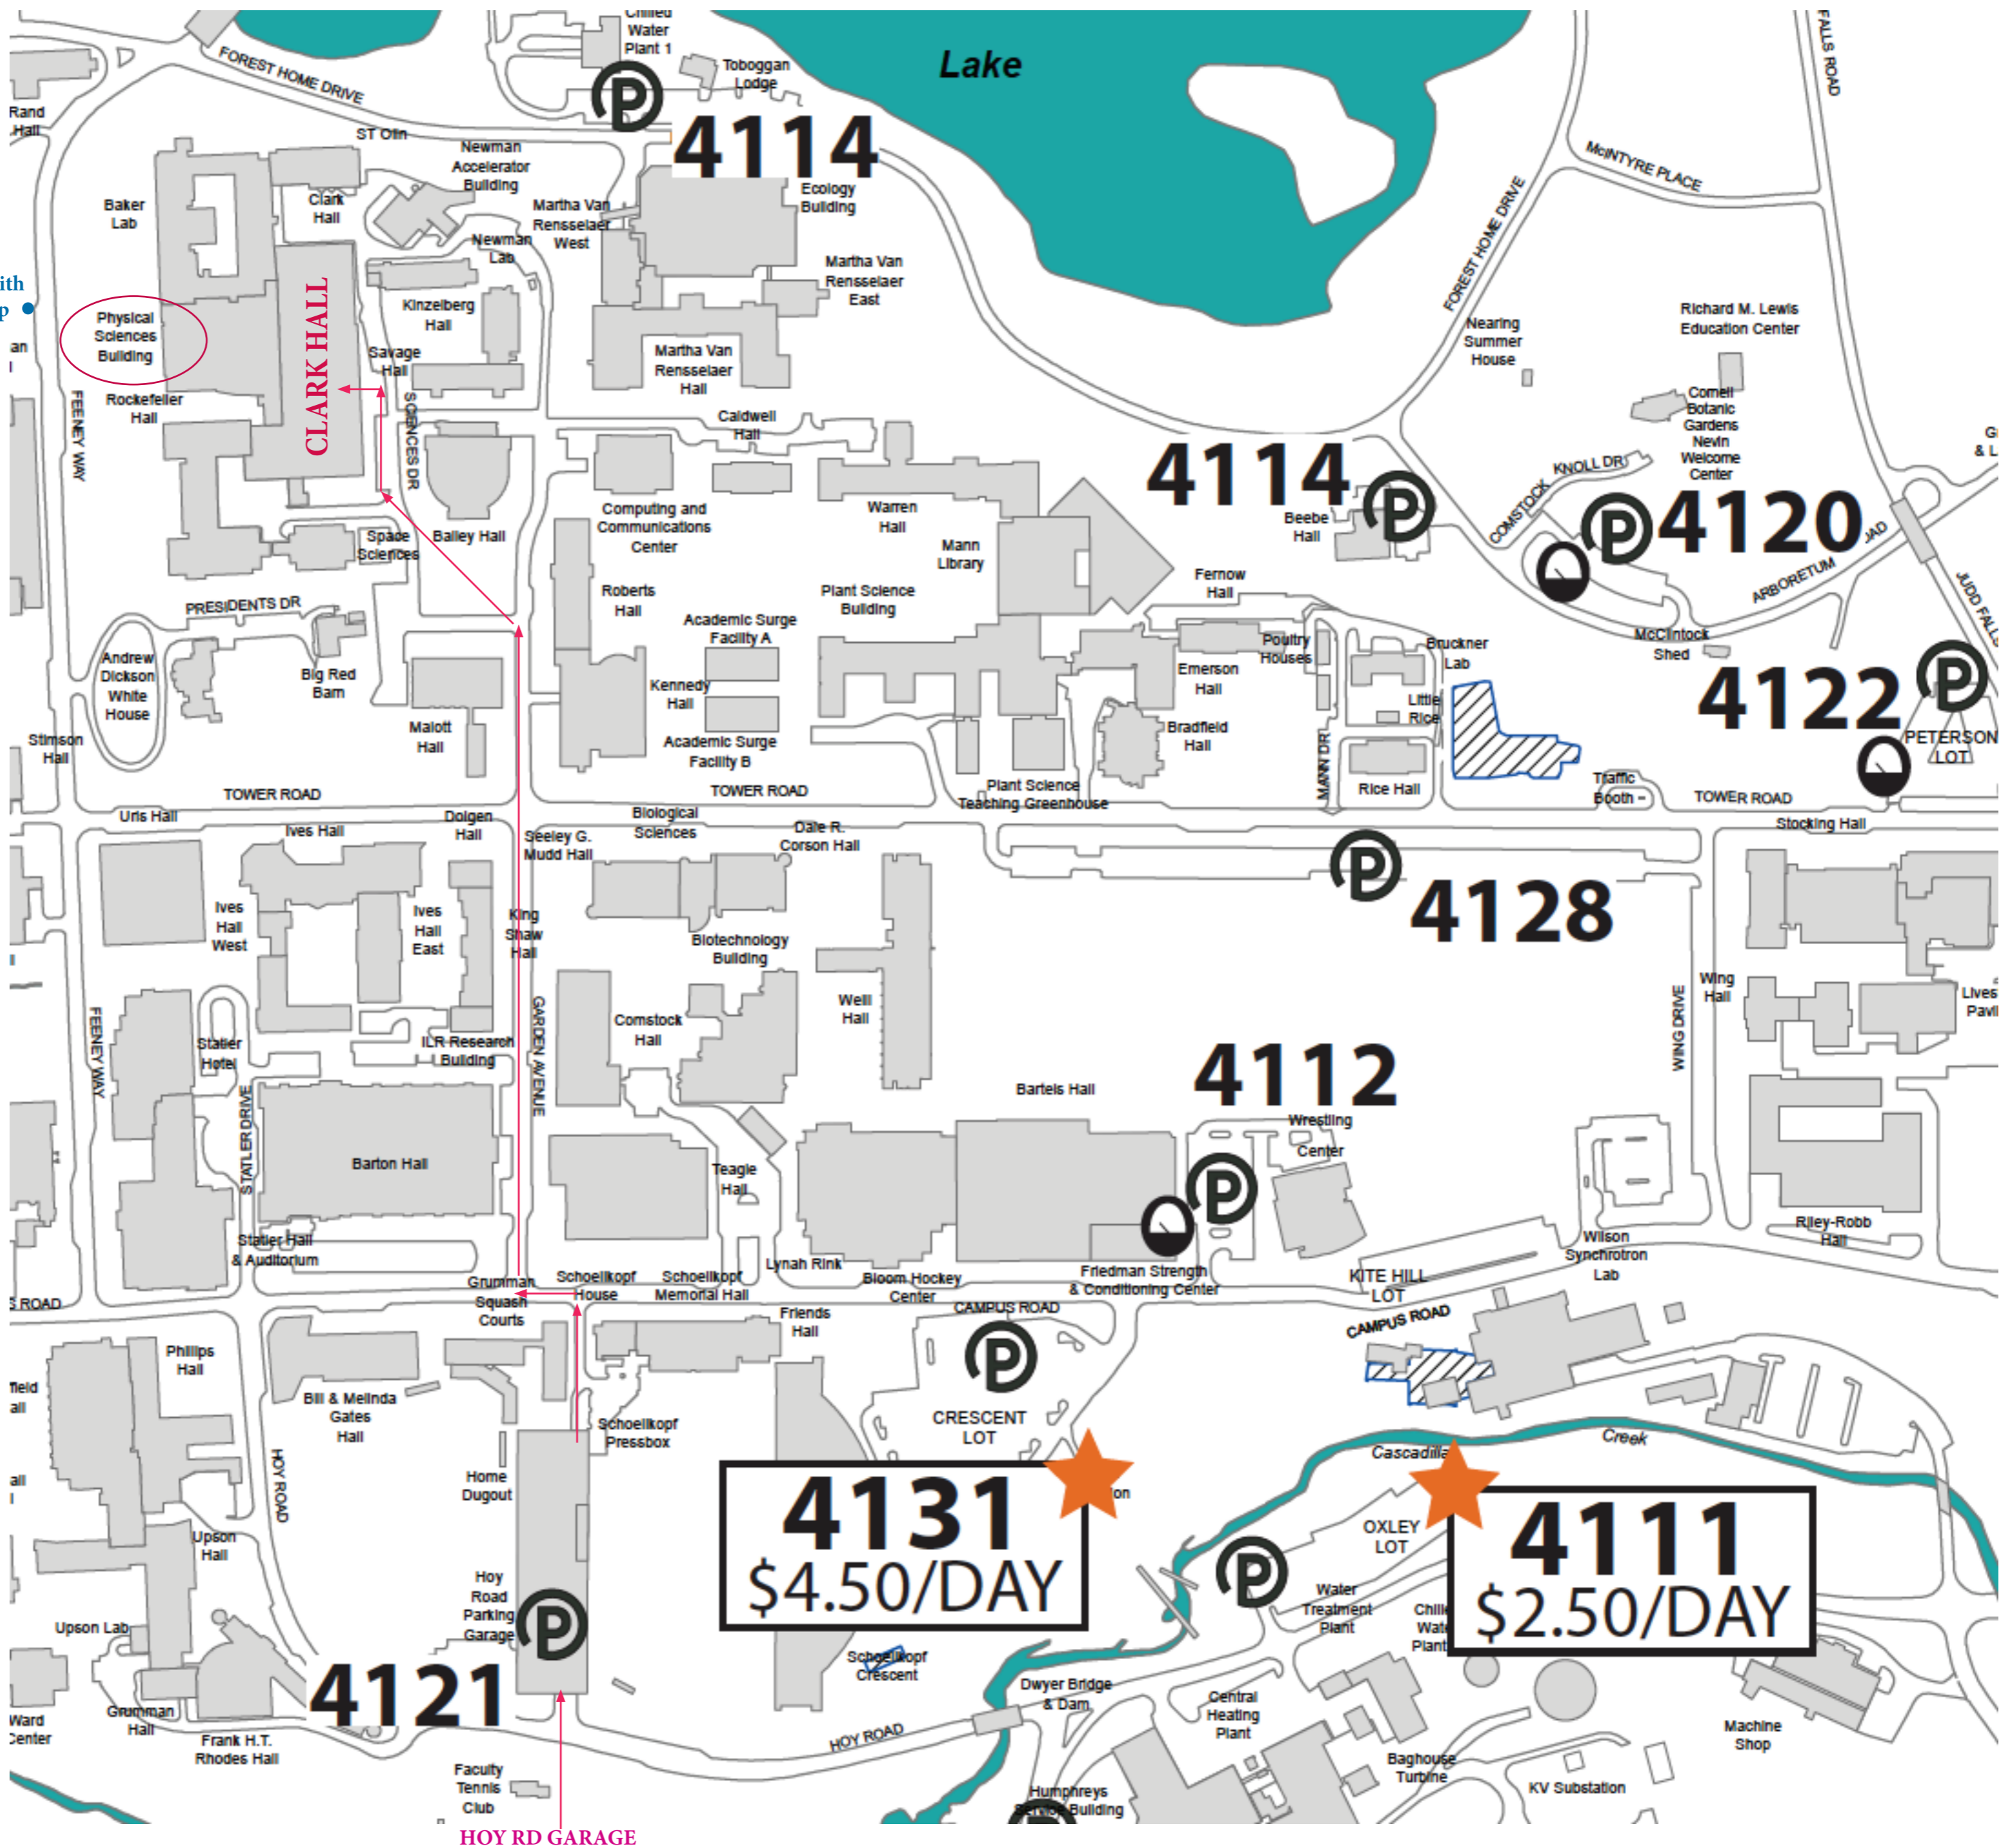 Chilled
Water
Plant 1
Toboggan
Lodge
Lake
FALLS ROAD
FOREST HOME DRIVE
Rand
Hall
ST Olin
4114
McINTYRE PLACE
Newman
Accelerator
Building
Baker
Lab
Clark
Hall
Martha Van
Rensselaer
West
Ecology
Building
Newman
Lab
Martha Van
Rensselaer
East
FOREST HOME DRIVE
ith
p
an
Physical
Sciences
Building
CLARK HALL
Kinzelberg
Hall
Savage
Hall
Martha Van
Rensselaer
Hall
Nearing
Summer
House
Richard M. Lewis
Education Center
Rockefeller
Hall
FEENEY WAY
SCIENCES DR
Caldwell
Hall
Cornell
Botanic
Gardens
Nevin
Welcome
Center
G
& L
4114
KNOLL DR
COMSTOCK
Beebe
Hall
4120
Computing and
Communications
Center
Warren
Hall
Mann
Library
Space
Sciences
Bailey Hall
ARBORETUM
JAD
JUDD FALLS
PRESIDENTS DR
Roberts
Hall
Plant Science
Building
Fernow
Hall
Academic Surge
Facility A
Andrew
Dickson
White
House
Big Red
Barn
Malott
Hall
Kennedy
Hall
Academic Surge
Facility B
Emerson
Hall
Poultry
Houses
Bruckner
Lab
Little
Rice
McClintock
Shed
4122
PETERSON
LOT
Bradfield
Hall
MANN DR
Stimson
Hall
Rice Hall
Traffic
Booth
Plant Science
Teaching Greenhouse
TOWER ROAD
TOWER ROAD
TOWER ROAD
Uris Hall
Ives Hall
Dolgen
Hall
Seeley G.
Mudd Hall
Biological
Sciences
Dale R.
Corson Hall
Stocking Hall
4128
Ives
Hall
West
Ives
Hall
East
King
Shaw
Hall
Biotechnology
Building
Weill
Hall
Wing
Hall
WING DRIVE
Lives
Pavil
FEENEY WAY
Statler
Hotel
ILR Research
Building
GARDEN AVENUE
Comstock
Hall
4112
Bartels Hall
Wrestling
Center
STATLER DRIVE
Barton Hall
Teagle
Hall
Statler Hall
& Auditorium
Lynah Rink
Riley-Robb
Hall
Wilson
Synchrotron
Lab
Grumman
Squash
Courts
Schoellkopf
House
Schoellkopf
Memorial Hall
Bloom Hockey
Center
Friedman Strength
& Conditioning Center
KITE HILL
LOT
S ROAD
CAMPUS ROAD
CAMPUS ROAD
Friends
Hall
Phillips
Hall
field
all
Bill & Melinda
Gates
Hall
HOY ROAD
Schoellkopf
Pressbox
CRESCENT
LOT
Cascadilla
Creek
all
Home
Dugout
4131
$4.50/DAY
ion
OXLEY
LOT
4111
$2.50/DAY
Upson
Hall
Hoy
Road
Parking
Garage
Water
Treatment
Plant
Chille
Wate
Plant
Upson Lab
Schoellkopf
Crescent
4121
Dwyer Bridge
& Dam
Central
Heating
Plant
Ward
Center
Grumman
Hall
Frank H.T.
Rhodes Hall
HOY ROAD
Machine
Shop
Faculty
Tennis
Club
Baghouse
Turbine
KV Substation
Humphreys
Service Building
HOY RD GARAGE